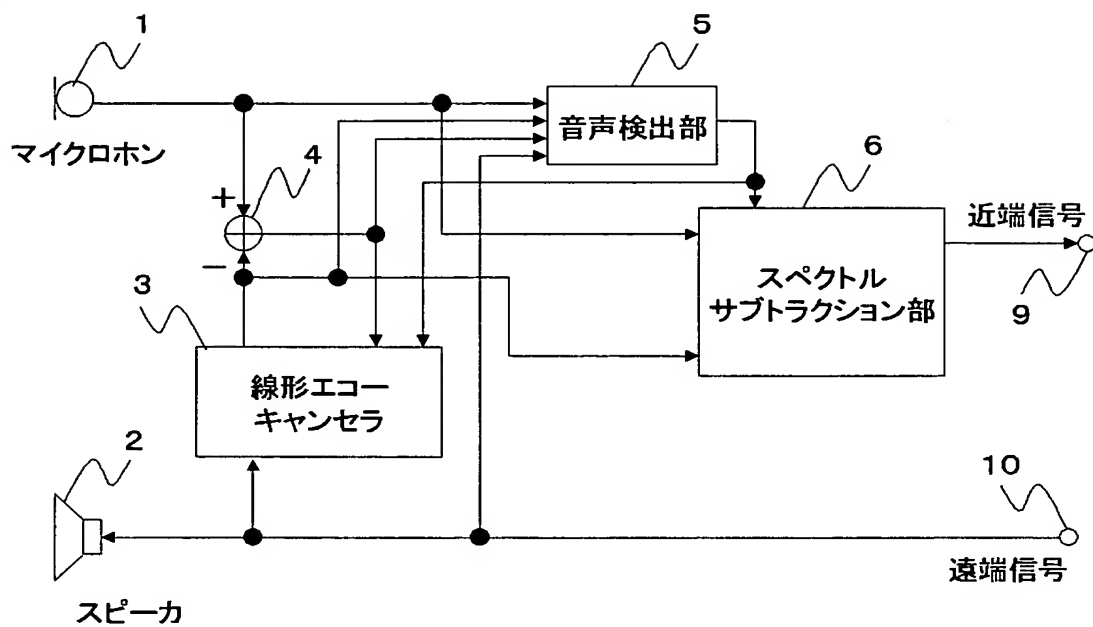 1
5
音声検出部
マイクロホン
4
6
+
近端信号
−
スペクトル
サブトラクション部
3
9
線形エコー
キャンセラ
2
10
遠端信号
スピーカ